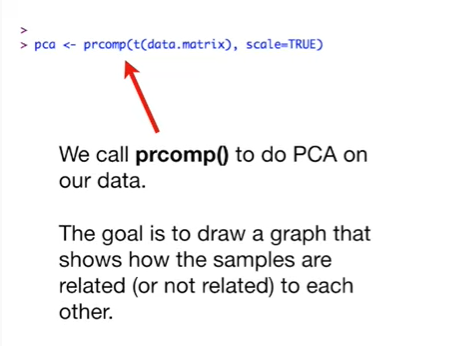 >
> pca <- prcomp(t(data.matrix), scale=TRUE)
We call prcomp() to do PCA on
our data.
The goal is to draw a graph that
shows how the samples are
related (or not related) to each
other.